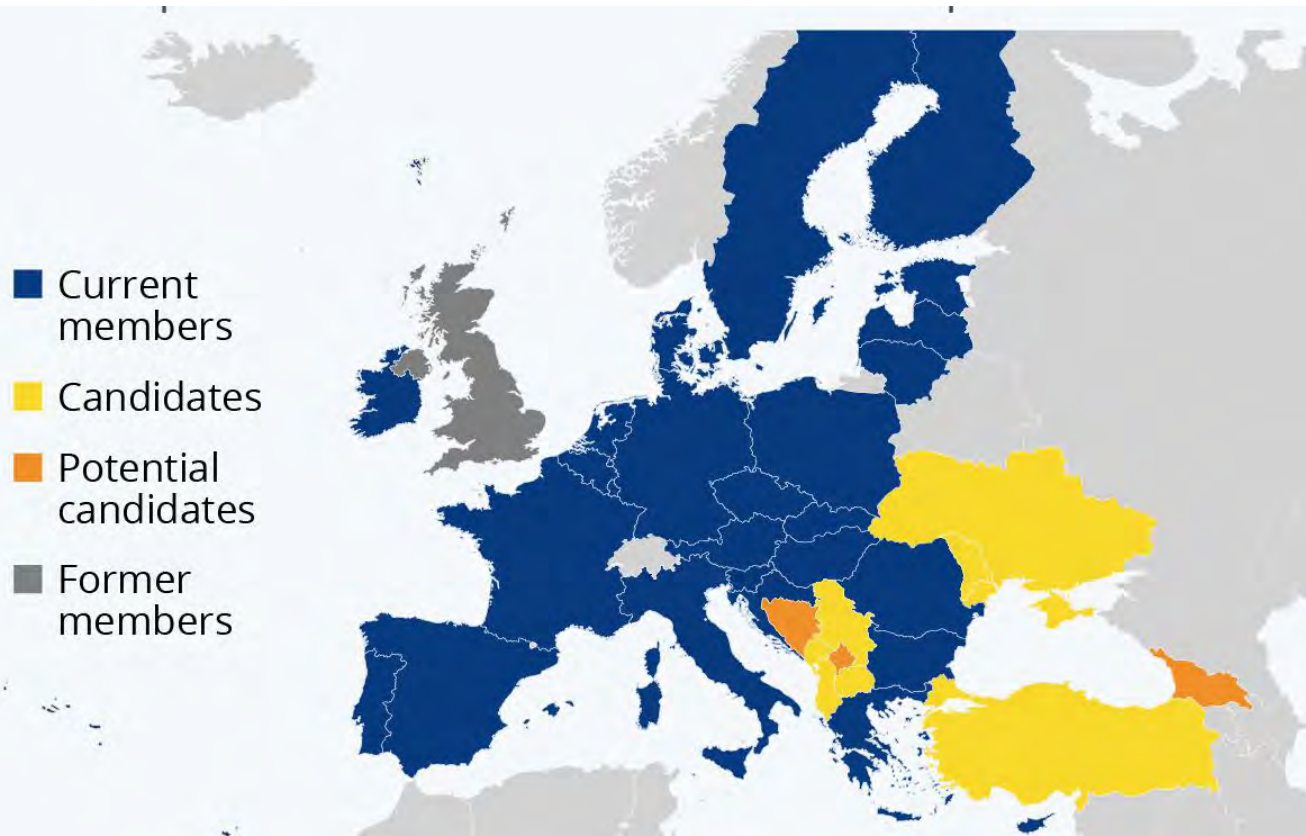 Current
members
Candidates
Potential
candidates
Former
members